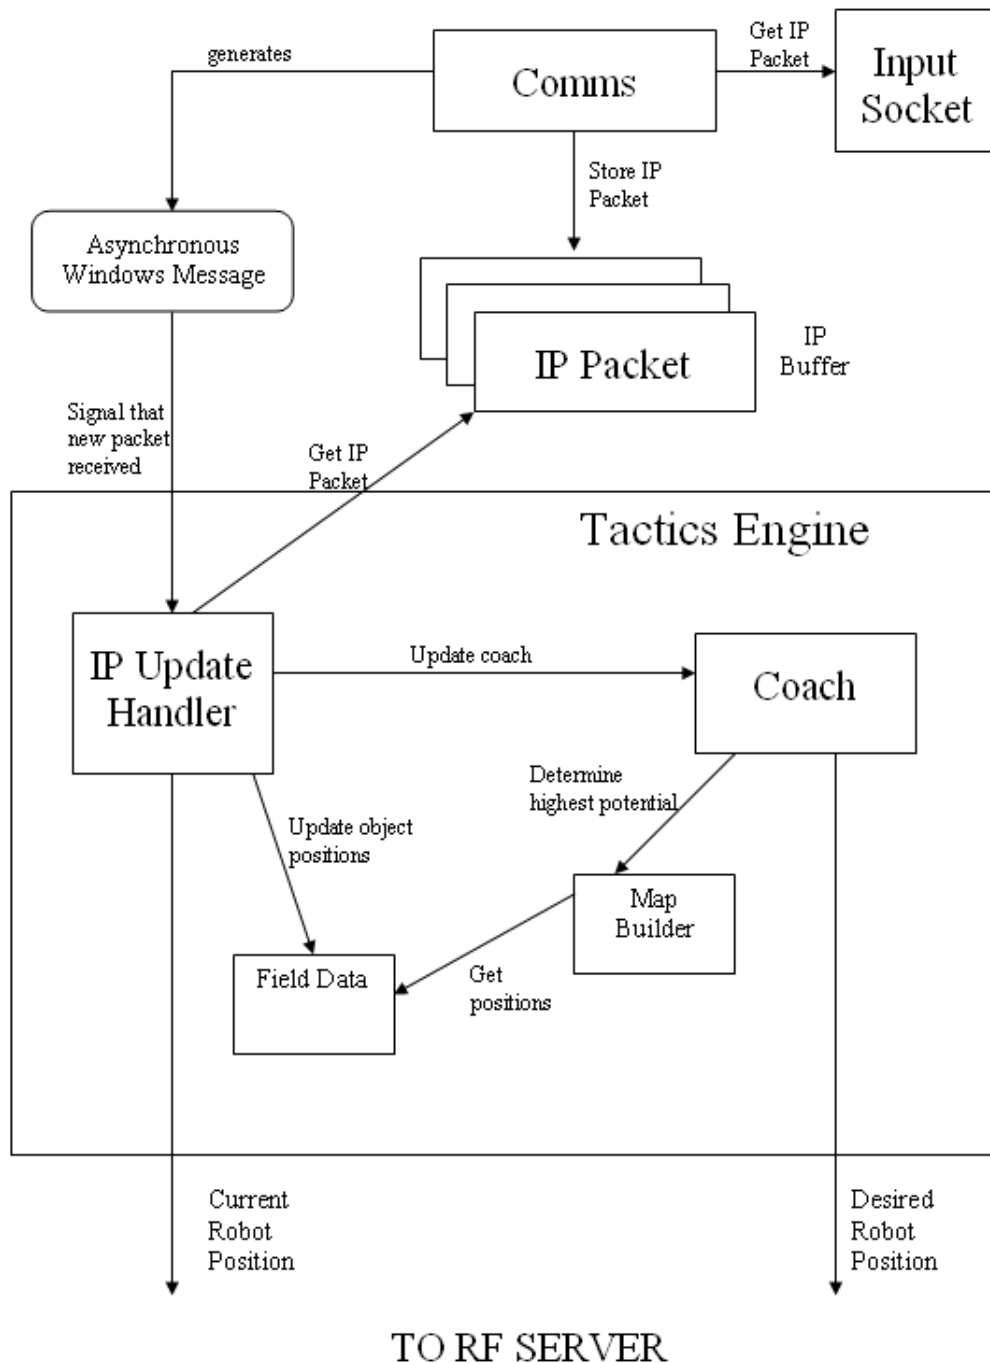 generates
Comms
Get IP
Packet
Input
Socket
Store IP
Packet
Asynchronous
Windows Message
IP Packet
IP
Buffer
Signal that
new packet
received
Get IP
Packet
Tactics Engine
IP Update
Handler
Update coach
Coach
Determine
highest potential
Update object
positions
Map
Builder
Field Data
Get
positions
Current
Robot
Position
Desired
Robot
Position
TO RF SERVER